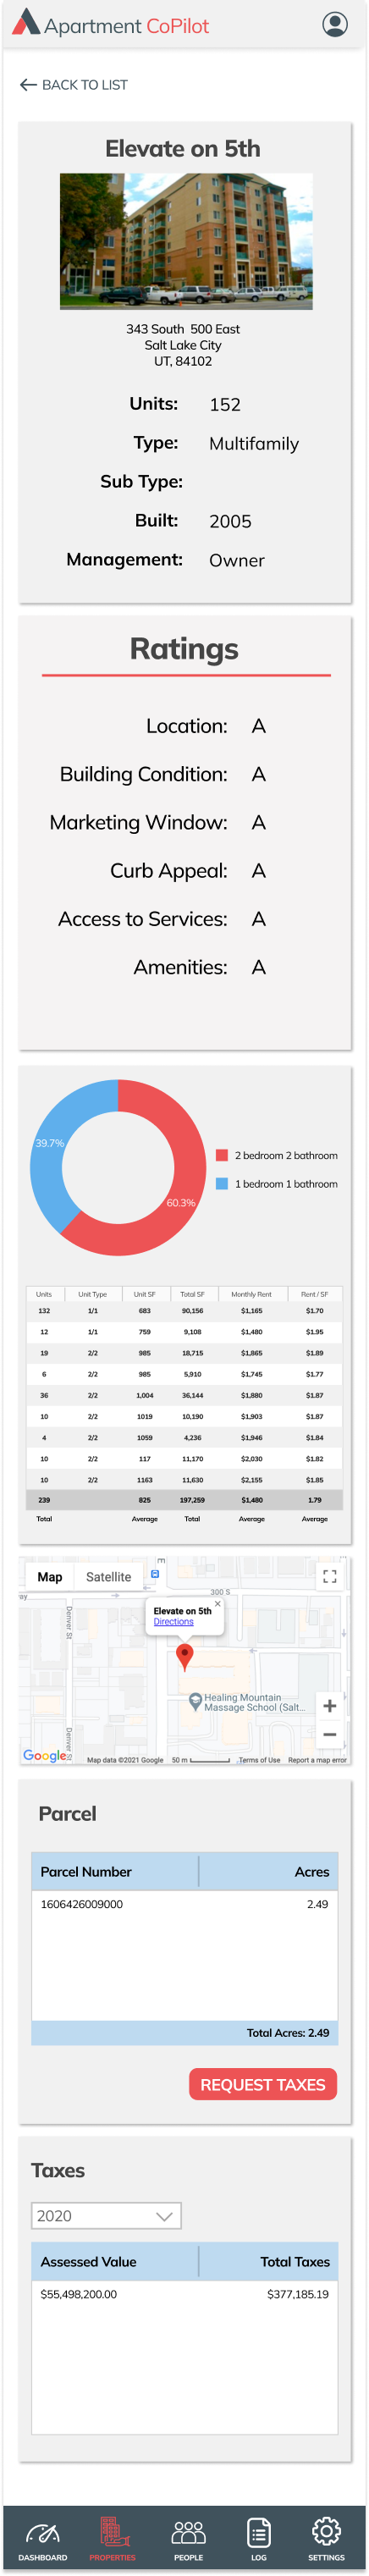 Apartment CoPilot
BACK TO LIST
Elevate on 5th
343 South 500 East
Salt Lake City
UT, 84102
Units: 152
Type: Multifamily
Sub Type:
Built: 2005
Management: Owner
Ratings
Location: A
Building Condition: A
Marketing Window: A
Curb Appeal: A
Access to Services: A
Amenities: A
39.7%
60.3%
2 bedroom 2 bathroom
1 bedroom 1 bathroom
Units Unit Type Unit SF Total SF Monthly Rent Rent / SF
132 1/1 683 90,156 $1,165 $1.70
12 1/1 759 9,108 $1,480 $1.95
19 2/2 985 18,715 $1,865 $1.89
6 2/2 985 5,910 $1,745 $1.77
36 2/2 1,004 36,144 $1,880 $1.87
10 2/2 1019 10,190 $1,903 $1.87
4 2/2 1059 4,236 $1,946 $1.84
10 2/2 117 11,170 $2,030 $1.82
10 2/2 1163 11,630 $2,155 $1.85
239 825 197,259 $1,480 1.79
Total Average Total Average Average
Map Satellite
300 S
ay
Denver St
Elevate on 5th
Directions
Healing Mountain
Massage School (Salt...
Denver St
Google
Map data ©2021 Google 50 m Terms of Use Report a map error
Parcel
Parcel Number Acres
1606426009000 2.49
Total Acres: 2.49
REQUEST TAXES
Taxes
2020
Assessed Value Total Taxes
$55,498,200.00 $377,185.19
DASHBOARD PROPERTIES PEOPLE LOG SETTINGS